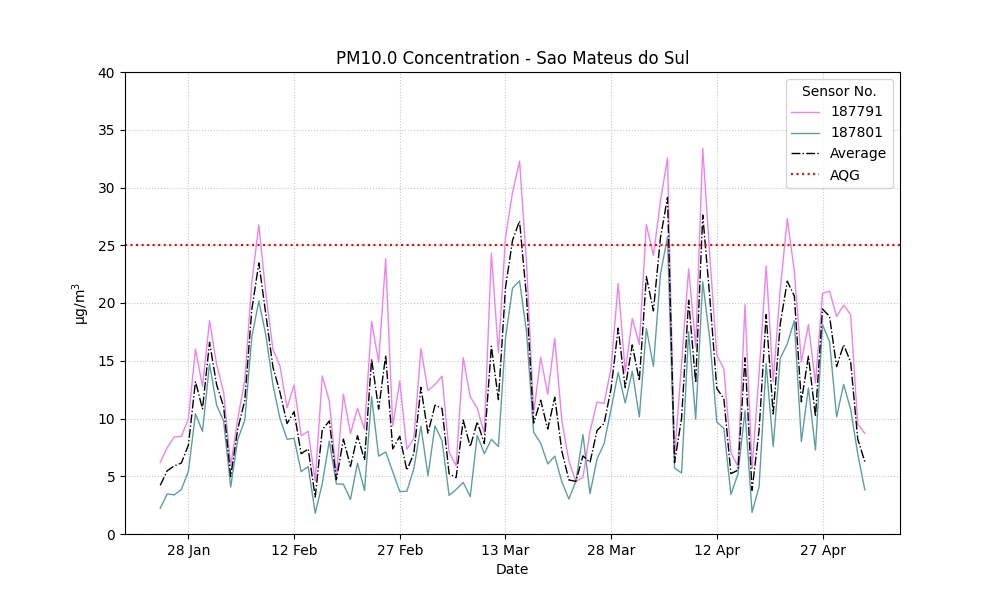 PM10.0 Concentration - Sao Mateus do Sul
40
35
30
25
20
15
10
5
0
µg/m³
28 Jan
12 Feb
27 Feb
13 Mar
28 Mar
12 Apr
27 Apr
Date
Sensor No.
187791
187801
Average
AQG